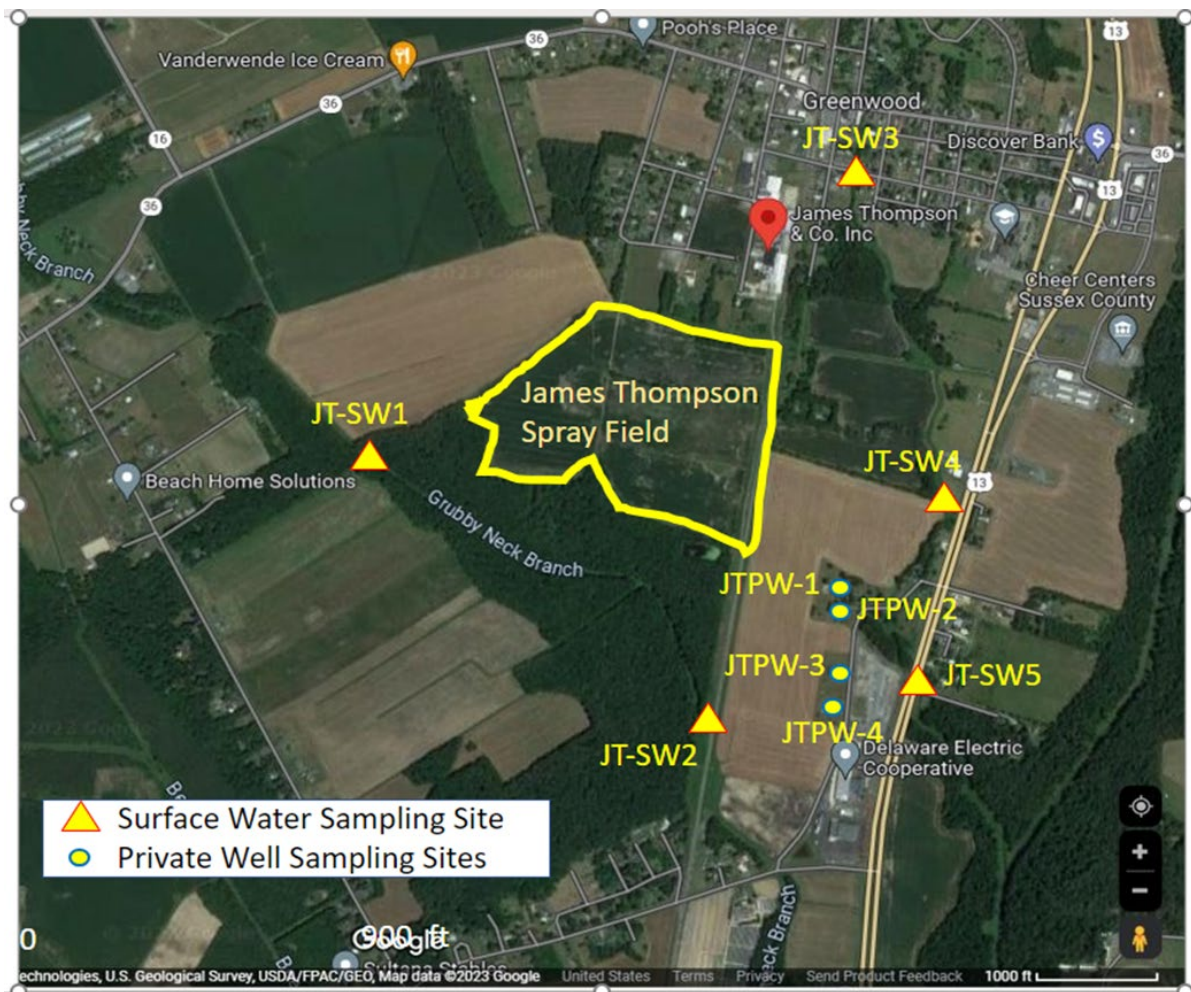 36
13
Pooh's Place
Vanderwende Ice Cream
36
Greenwood
JT-SW3
Discover Bank
36
16
13
36
James Thompson
& Co. Inc
Neck Branch
Cheer Centers
Sussex County
James Thompson
Spray Field
JT-SW1
JT-SW4
Beach Home Solutions
13
Grubby Neck Branch
JTPW-1
JTPW-2
JTPW-3
JT-SW5
JTPW-4
JT-SW2
Delaware Electric
Cooperative
Surface Water Sampling Site
Private Well Sampling Sites
Neck Branch
0
900 ft
Google
echnologies, U.S. Geological Survey, USDA/FPAC/GEO, Map data ©2023 Google United States Terms Privacy Send Product Feedback 1000 ft